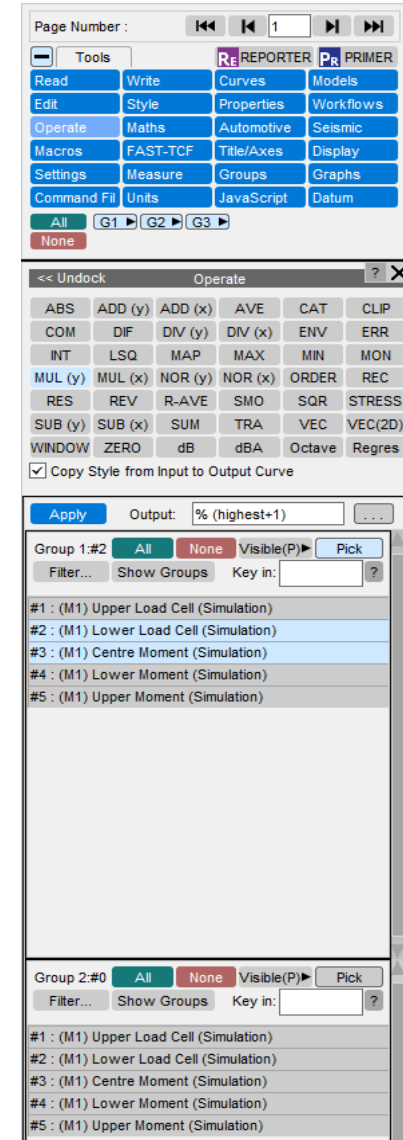 Page Number : 1
Tools RE REPORTER PR PRIMER
Read Write Curves Models
Edit Style Properties Workflows
Operate Maths Automotive Seismic
Macros FAST-TCF Title/Axes Display
Settings Measure Groups Graphs
Command Fil Units JavaScript Datum
All G1 G2 G3
None
<< Undock Operate ? X
ABS ADD (y) ADD (x) AVE CAT CLIP
COM DIF DIV (y) DIV (x) ENV ERR
INT LSQ MAP MAX MIN MON
MUL (y) MUL (x) NOR (y) NOR (x) ORDER REC
RES REV R-AVE SMO SQR STRESS
SUB (y) SUB (x) SUM TRA VEC VEC(2D)
WINDOW ZERO dB dBA Octave Regres
Copy Style from Input to Output Curve
Apply Output: % (highest+1) ...
Group 1:#2 All None Visible(P) Pick
Filter... Show Groups Key in: ?
#1 : (M1) Upper Load Cell (Simulation)
#2 : (M1) Lower Load Cell (Simulation)
#3 : (M1) Centre Moment (Simulation)
#4 : (M1) Lower Moment (Simulation)
#5 : (M1) Upper Moment (Simulation)
Group 2:#0 All None Visible(P) Pick
Filter... Show Groups Key in: ?
#1 : (M1) Upper Load Cell (Simulation)
#2 : (M1) Lower Load Cell (Simulation)
#3 : (M1) Centre Moment (Simulation)
#4 : (M1) Lower Moment (Simulation)
#5 : (M1) Upper Moment (Simulation)